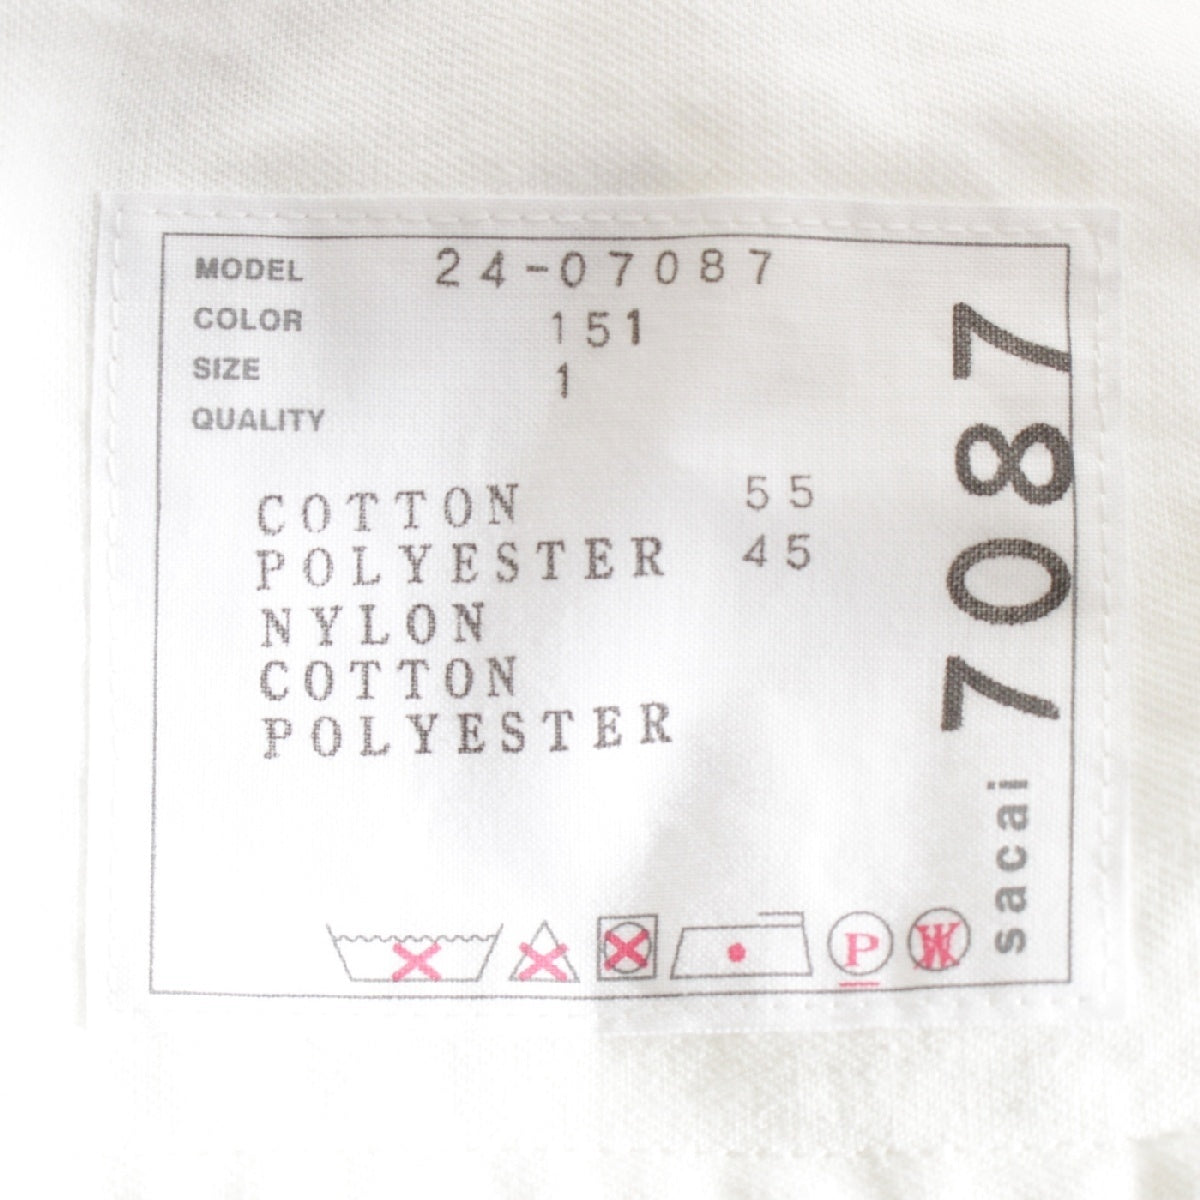 MODEL 24-07087
COLOR 151
SIZE 1
QUALITY
COTTON 55
POLYESTER 45
NYLON
COTTON
POLYESTER
P
W
sacai 7087